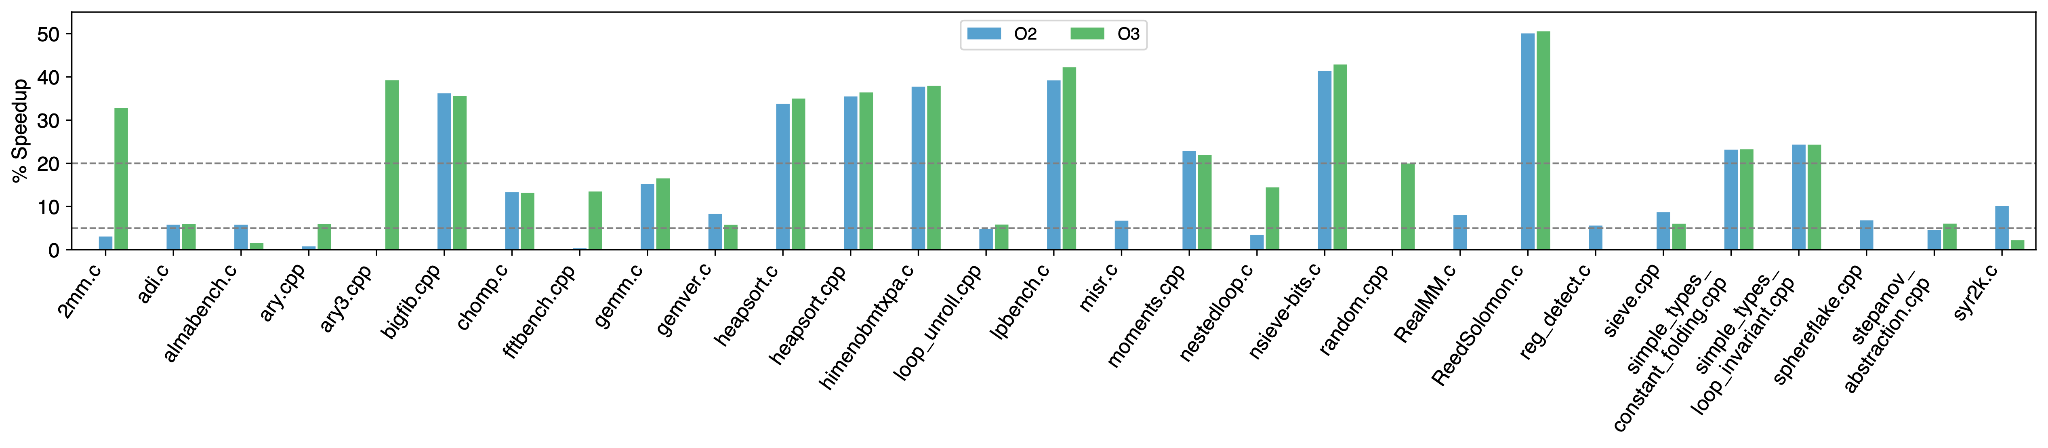 % Speedup
50
40
30
20
10
0
O2
O3
2mm.c
adi.c
almabench.c
ary.cpp
ary3.cpp
bigfib.cpp
chomp.c
fftbench.cpp
gemm.c
gemver.c
heapsort.c
heapsort.cpp
himenobmtxpa.c
loop_unroll.cpp
lpbench.c
misr.c
moments.cpp
nestedloop.c
nsieve-bits.c
random.cpp
RealMM.c
ReedSolomon.c
reg_detect.c
sieve.cpp
simple_types_
constant_folding.cpp
simple_types_
loop_invariant.cpp
sphereflake.cpp
stepanov_
abstraction.cpp
syr2k.c